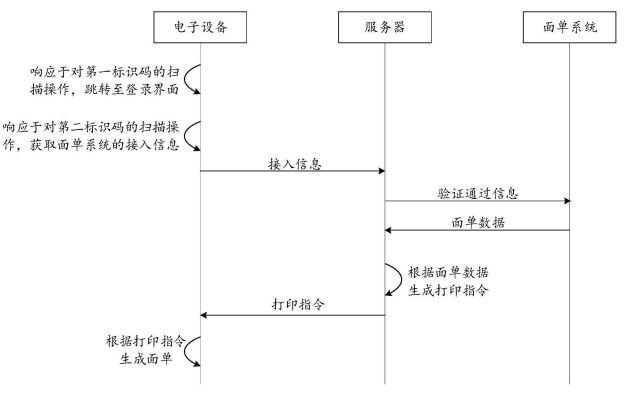 电子设备
服务器
面单系统
响应于对第一标识码的扫
描操作，跳转至登录界面
响应于对第二标识码的扫描操
作，获取面单系统的接入信息
接入信息
验证通过信息
面单数据
根据面单数据
生成打印指令
打印指令
根据打印指令
生成面单